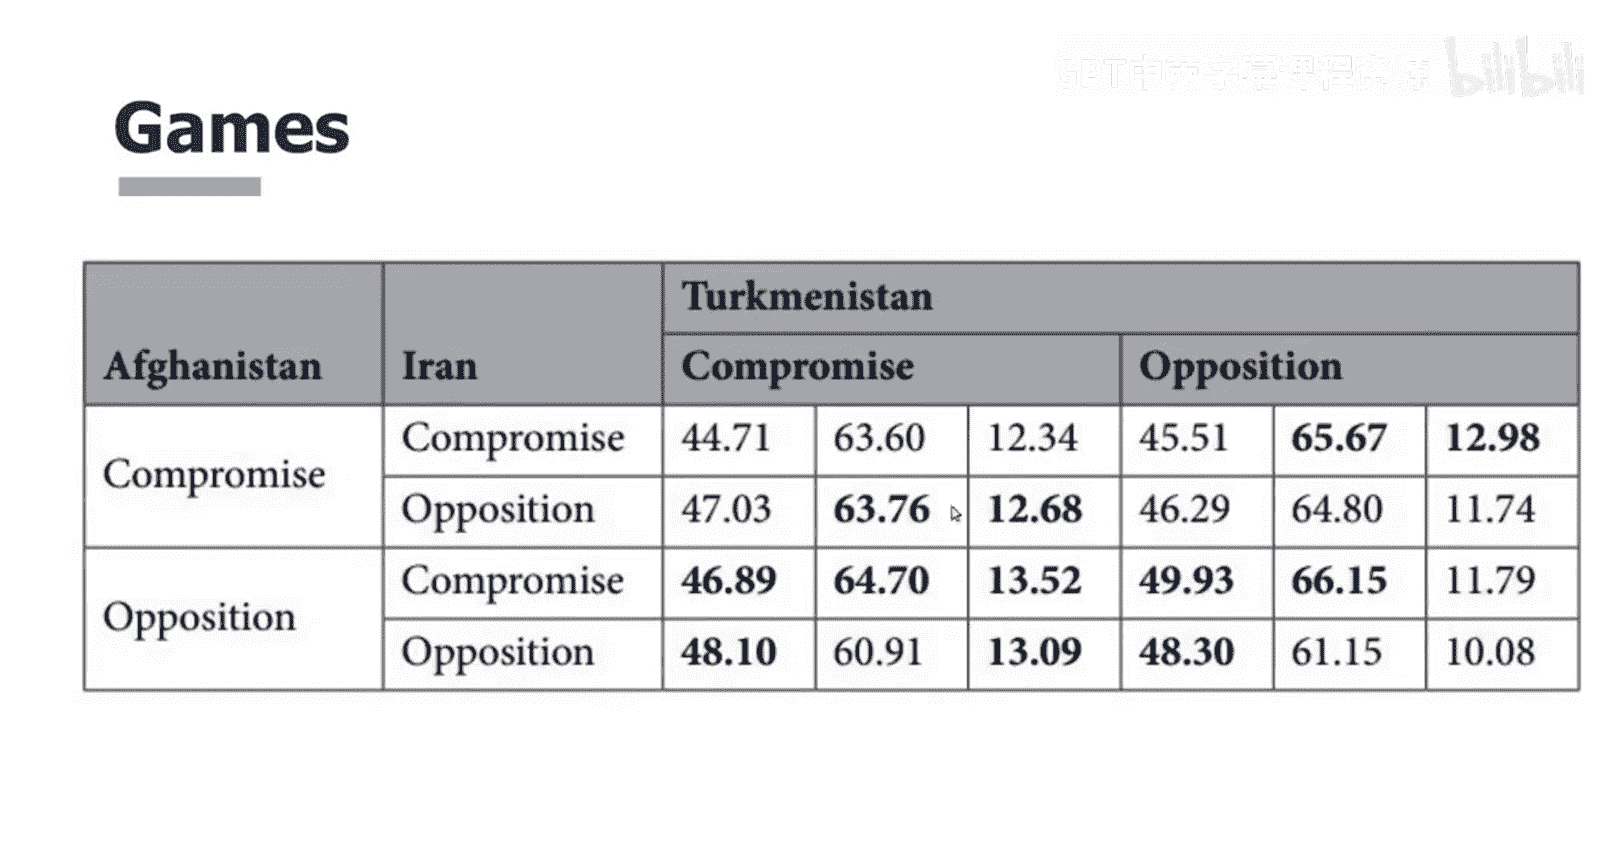 bilibili
Games
Turkmenistan
Afghanistan Iran Compromise Opposition
Compromise 44.71 63.60 12.34 45.51 65.67 12.98
Compromise
Opposition 47.03 63.76 12.68 46.29 64.80 11.74
Compromise 46.89 64.70 13.52 49.93 66.15 11.79
Opposition
Opposition 48.10 60.91 13.09 48.30 61.15 10.08